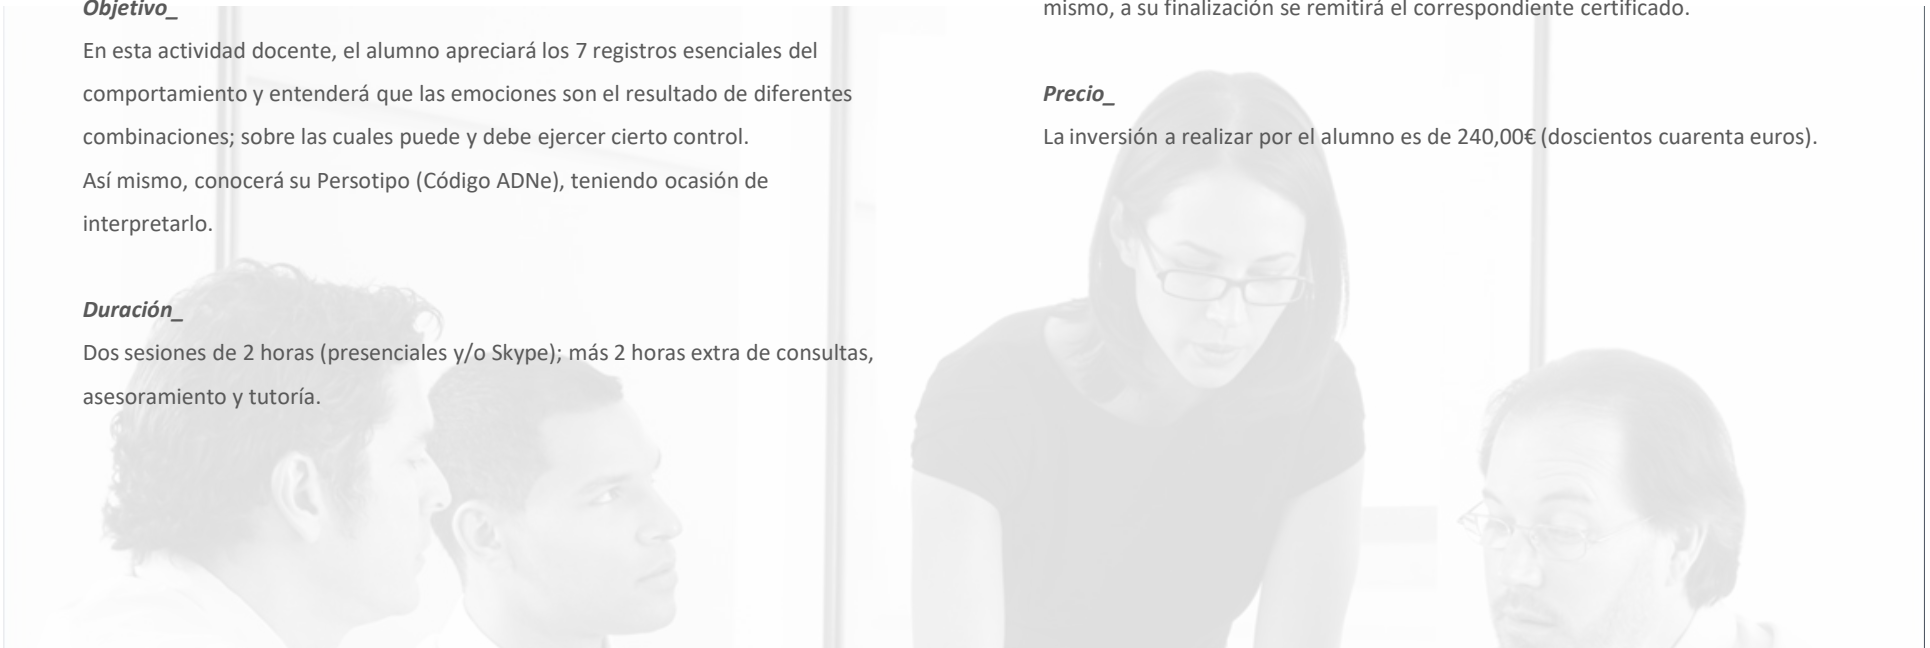 Objetivo_
En esta actividad docente, el alumno apreciará los 7 registros esenciales del
comportamiento y entenderá que las emociones son el resultado de diferentes
combinaciones; sobre las cuales puede y debe ejercer cierto control.
Así mismo, conocerá su Persotipo (Código ADNe), teniendo ocasión de
interpretarlo.
Duración_
Dos sesiones de 2 horas (presenciales y/o Skype); más 2 horas extra de consultas,
asesoramiento y tutoría.
mismo, a su finalización se remitirá el correspondiente certificado.
Precio_
La inversión a realizar por el alumno es de 240,00€ (doscientos cuarenta euros).